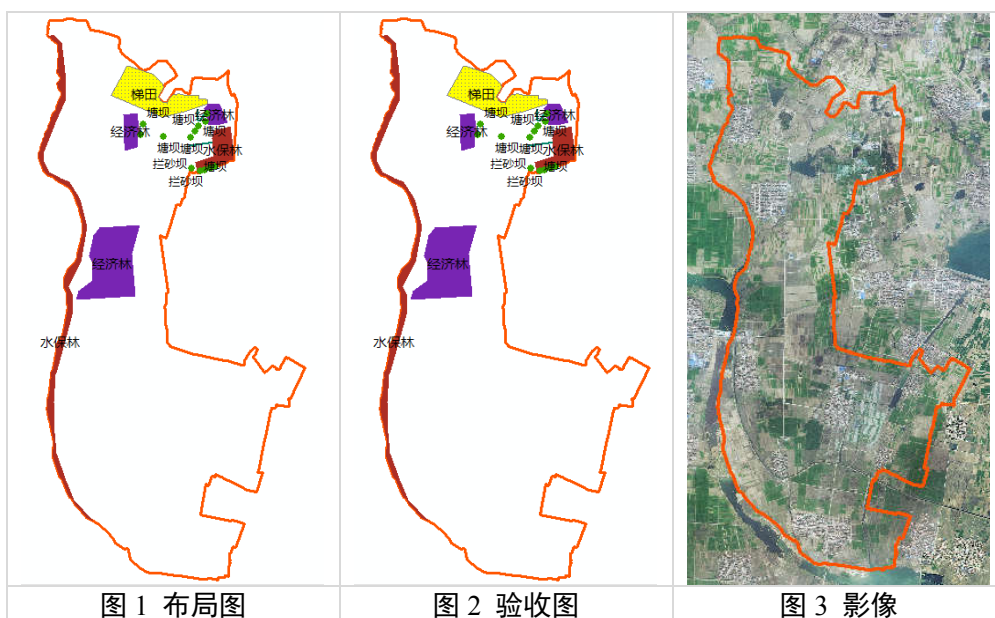 梯田
塘坝
塘坝
经济林
经济林
塘坝
塘坝
塘坝
水保林
拦砂坝
塘坝
拦砂坝
经济林
水保林
梯田
塘坝
塘坝
经济林
经济林
塘坝
塘坝
塘坝
水保林
拦砂坝
塘坝
拦砂坝
经济林
水保林
图 1 布局图
图 2 验收图
图 3 影像